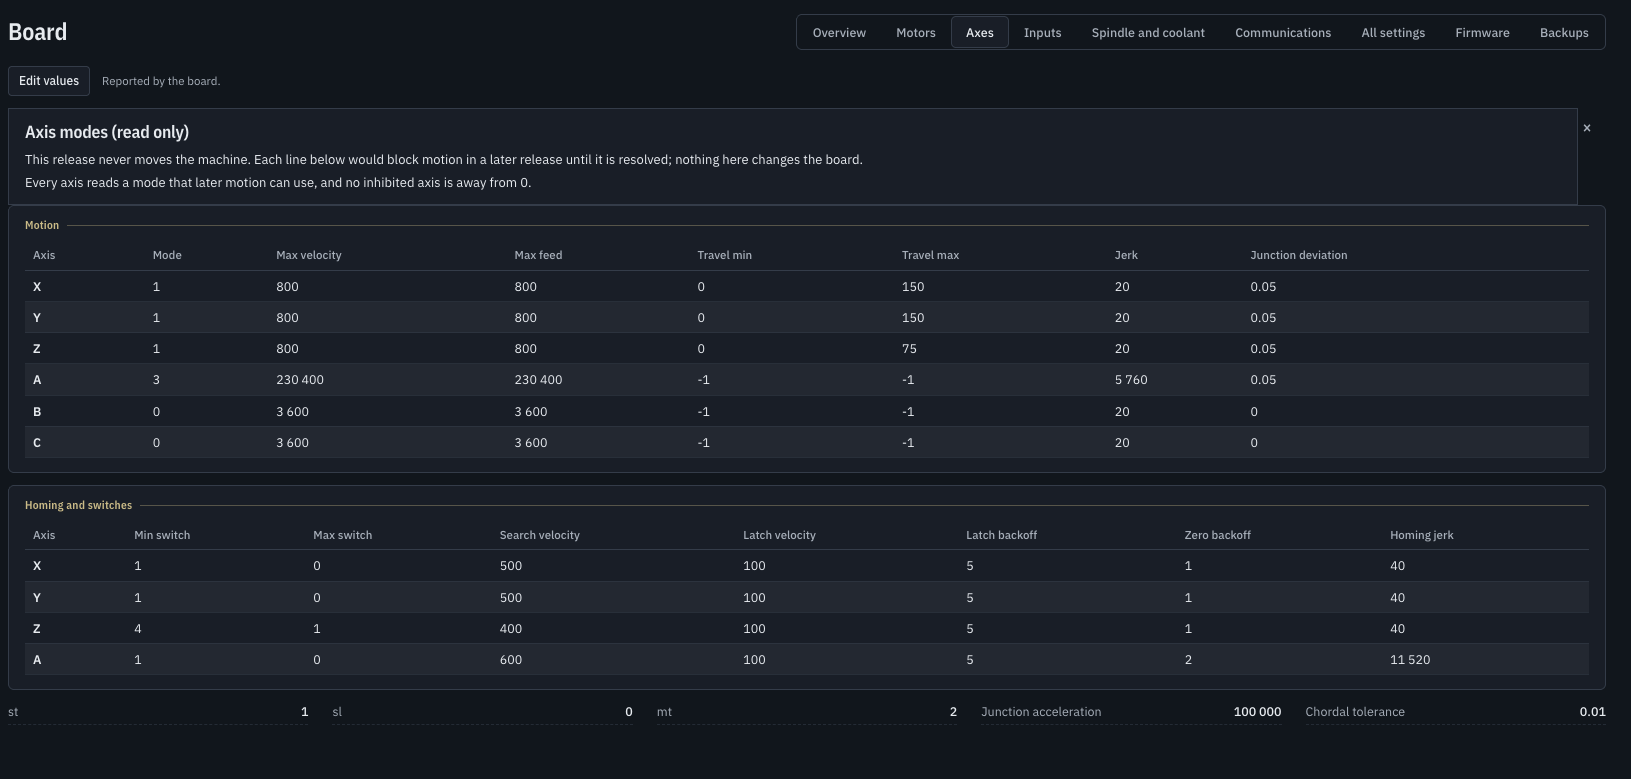 Board
Overview Motors Axes Inputs Spindle and coolant Communications All settings Firmware Backups
Edit values Reported by the board.
Axis modes (read only)
×
This release never moves the machine. Each line below would block motion in a later release until it is resolved; nothing here changes the board.
Every axis reads a mode that later motion can use, and no inhibited axis is away from 0.
Motion
Axis Mode Max velocity Max feed Travel min Travel max Jerk Junction deviation
X 1 800 800 0 150 20 0.05
Y 1 800 800 0 150 20 0.05
Z 1 800 800 0 75 20 0.05
A 3 230 400 230 400 -1 -1 5 760 0.05
B 0 3 600 3 600 -1 -1 20 0
C 0 3 600 3 600 -1 -1 20 0
Homing and switches
Axis Min switch Max switch Search velocity Latch velocity Latch backoff Zero backoff Homing jerk
X 1 0 500 100 5 1 40
Y 1 0 500 100 5 1 40
Z 4 1 400 100 5 1 40
A 1 0 600 100 5 2 11 520
st 1 sl 0 mt 2 Junction acceleration 100 000 Chordal tolerance 0.01